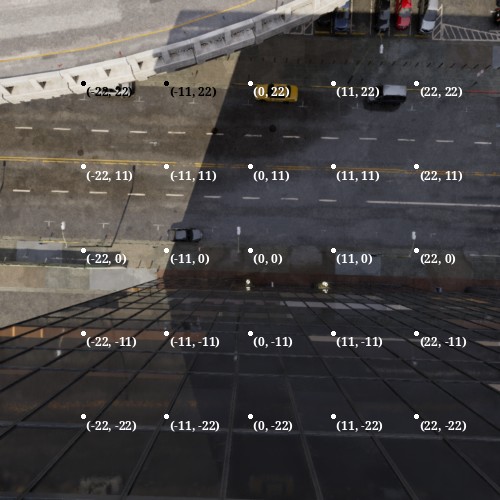 (-22, 22) (-11, 22) (0, 22) (11, 22) (22, 22)
(-22, 11) (-11, 11) (0, 11) (11, 11) (22, 11)
(-22, 0) (-11, 0) (0, 0) (11, 0) (22, 0)
(-22, -11) (-11, -11) (0, -11) (11, -11) (22, -11)
(-22, -22) (-11, -22) (0, -22) (11, -22) (22, -22)